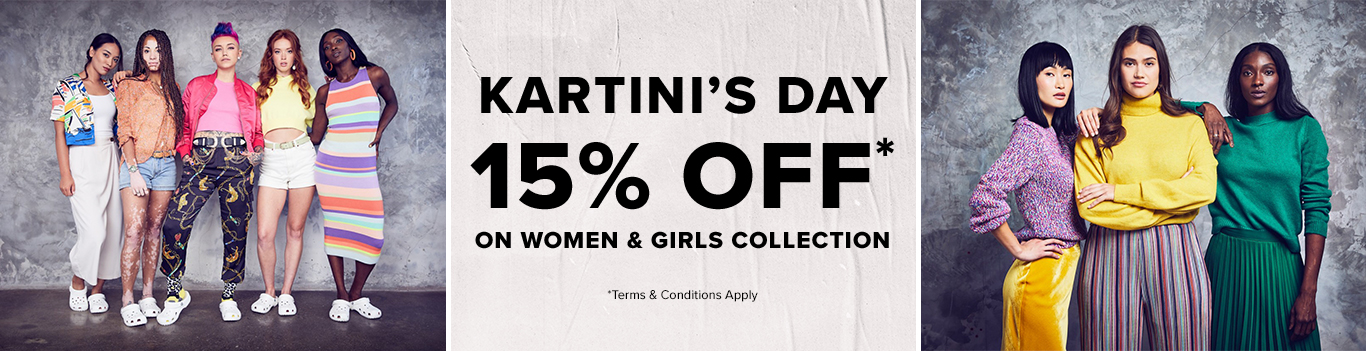 KARTINI’S DAY
15% OFF*
ON WOMEN & GIRLS COLLECTION
*Terms & Conditions Apply